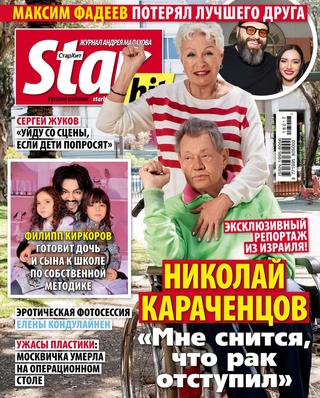 МАКСИМ ФАДЕЕВ ПОТЕРЯЛ ЛУЧШЕГО ДРУГА
ЖУРНАЛ АНДРЕЯ МАЛАХОВА
СтарХит
Star
hit
Русское издание
СЕРГЕЙ ЖУКОВ
«УЙДУ СО СЦЕНЫ,
ЕСЛИ ДЕТИ ПОПРОСЯТ»
ФИЛИПП КИРКОРОВ
ГОТОВИТ ДОЧЬ
И СЫНА К ШКОЛЕ
ПО СОБСТВЕННОЙ
МЕТОДИКЕ
ЭРОТИЧЕСКАЯ ФОТОСЕССИЯ
ЕЛЕНЫ КОНДУЛАЙНЕН
УЖАСЫ ПЛАСТИКИ:
МОСКВИЧКА УМЕРЛА
НА ОПЕРАЦИОННОМ
СТОЛЕ
ЭКСКЛЮЗИВНЫЙ
РЕПОРТАЖ
ИЗ ИЗРАИЛЯ!
НИКОЛАЙ
КАРАЧЕНЦОВ
«Мне снится,
что рак
отступил»